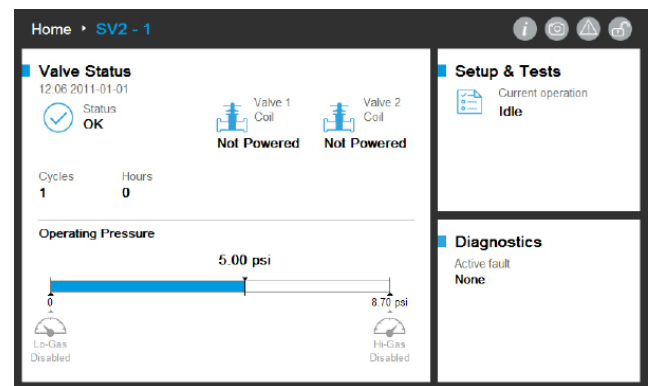 Home ‣ SV2 - 1
Valve Status
12:06 2011-01-01
Status
OK
Valve 1
Coil
Not Powered
Valve 2
Coil
Not Powered
Cycles
1
Hours
0
Operating Pressure
5.00 psi
0
8.70 psi
Lo-Gas
Disabled
Hi-Gas
Disabled
Setup & Tests
Current operation
Idle
Diagnostics
Active fault
None